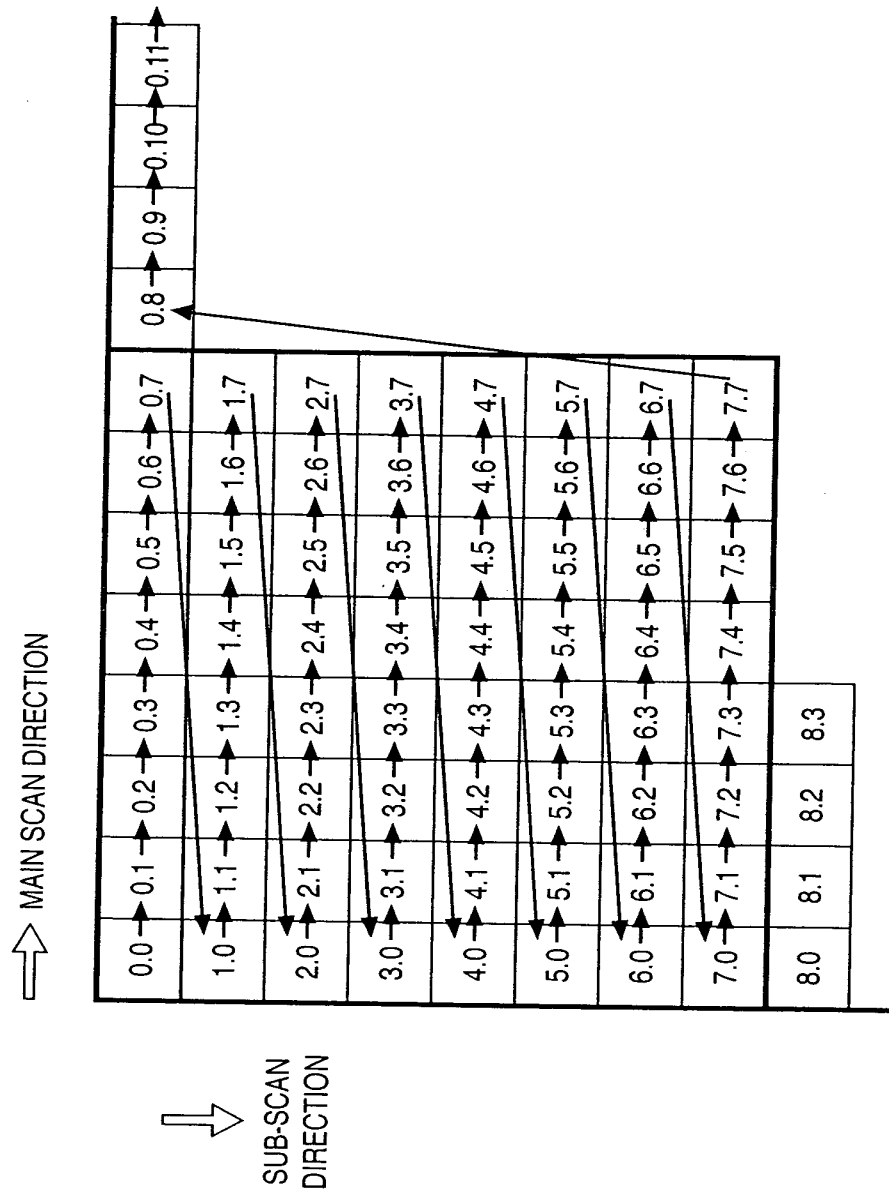 MAIN SCAN DIRECTION
SUB-SCAN
DIRECTION
0.0 0.1 0.2 0.3 0.4 0.5 0.6 0.7 0.8 0.9 0.10 0.11
1.0 1.1 1.2 1.3 1.4 1.5 1.6 1.7
2.0 2.1 2.2 2.3 2.4 2.5 2.6 2.7
3.0 3.1 3.2 3.3 3.4 3.5 3.6 3.7
4.0 4.1 4.2 4.3 4.4 4.5 4.6 4.7
5.0 5.1 5.2 5.3 5.4 5.5 5.6 5.7
6.0 6.1 6.2 6.3 6.4 6.5 6.6 6.7
7.0 7.1 7.2 7.3 7.4 7.5 7.6 7.7
8.0 8.1 8.2 8.3